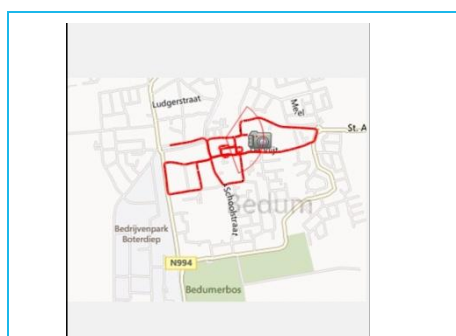 Ludgerstraat
St. A
Schoolstraat
Bedum
Bedrijvenpark
Boterdiep
N994
Bedumerbos